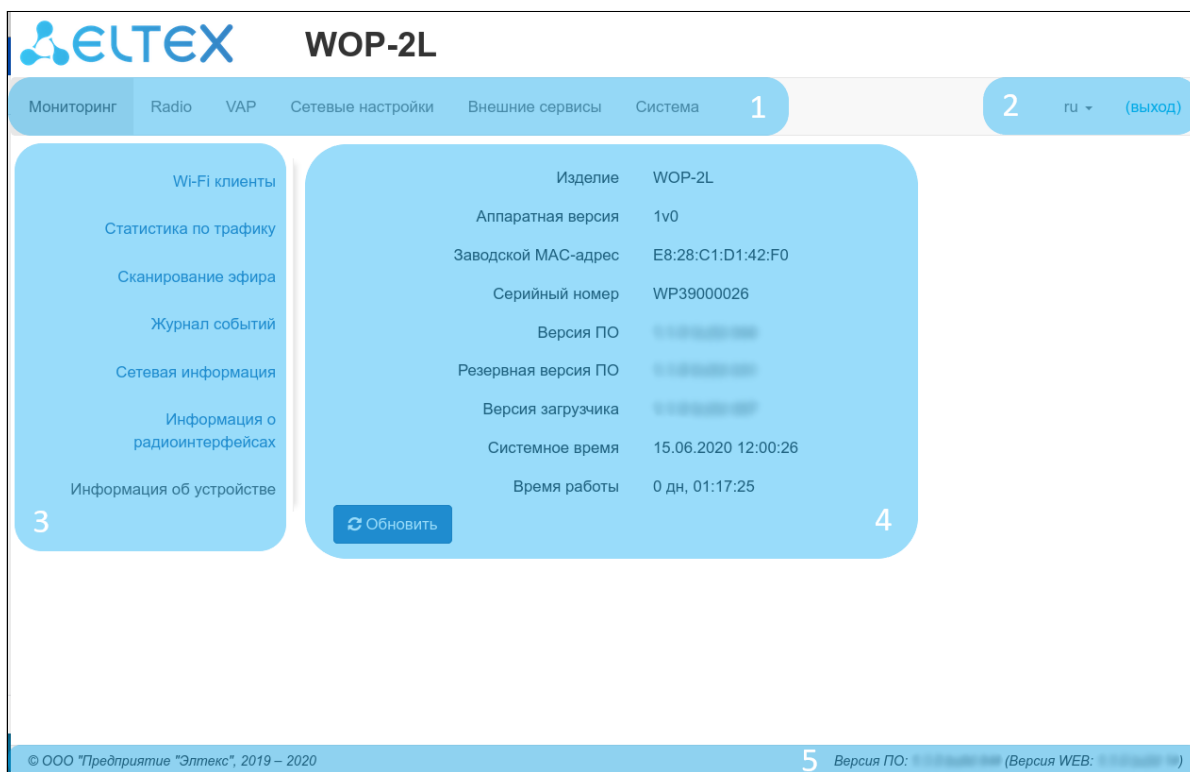 ELTEX WOP-2L
Мониторинг Radio VAP Сетевые настройки Внешние сервисы Система 1 2 ru (выход)
Wi-Fi клиенты
Статистика по трафику
Сканирование эфира
Журнал событий
Сетевая информация
Информация о
радиоинтерфейсах
Информация об устройстве
3
Изделие WOP-2L
Аппаратная версия 1v0
Заводской MAC-адрес E8:28:C1:D1:42:F0
Серийный номер WP39000026
Версия ПО
Резервная версия ПО
Версия загрузчика
Системное время 15.06.2020 12:00:26
Время работы 0 дн, 01:17:25
Обновить 4
© ООО "Предприятие "Элтекс", 2019 – 2020 5 Версия ПО: (Версия WEB: )